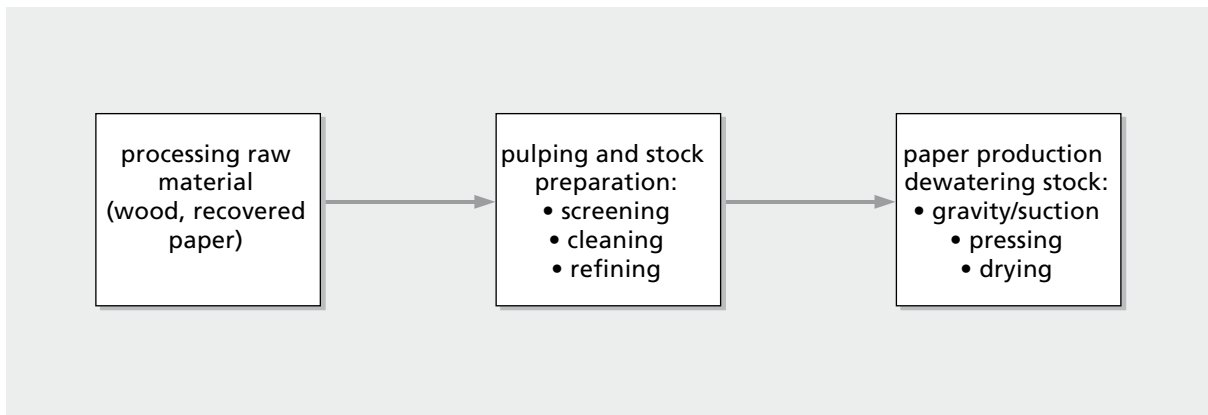 processing raw
material
(wood, recovered
paper)
pulping and stock
preparation:
• screening
• cleaning
• refining
paper production
dewatering stock:
• gravity/suction
• pressing
• drying